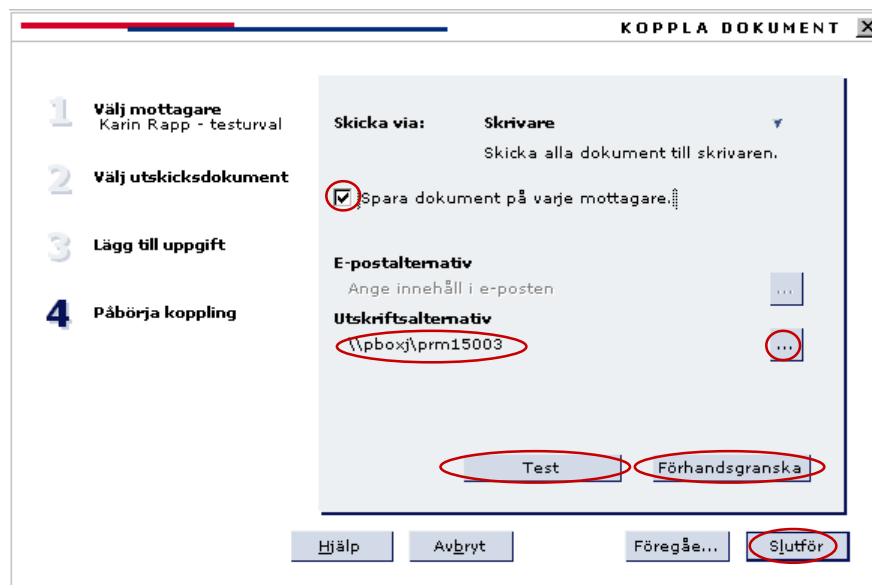 KOPPLA DOKUMENT
1 Välj mottagare
Karin Rapp - testurval
2 Välj utskicksdokument
3 Lägg till uppgift
4 Påbörja koppling
Skicka via: Skrivare
Skicka alla dokument till skrivaren.
Spara dokument på varje mottagare.
E-postalternativ
Ange innehåll i e-posten ...
Utskriftsalternativ
\\pboxj\prm15003 ...
Test Förhandsgranska
Hjälp Avbryt Föregåe... Slutför